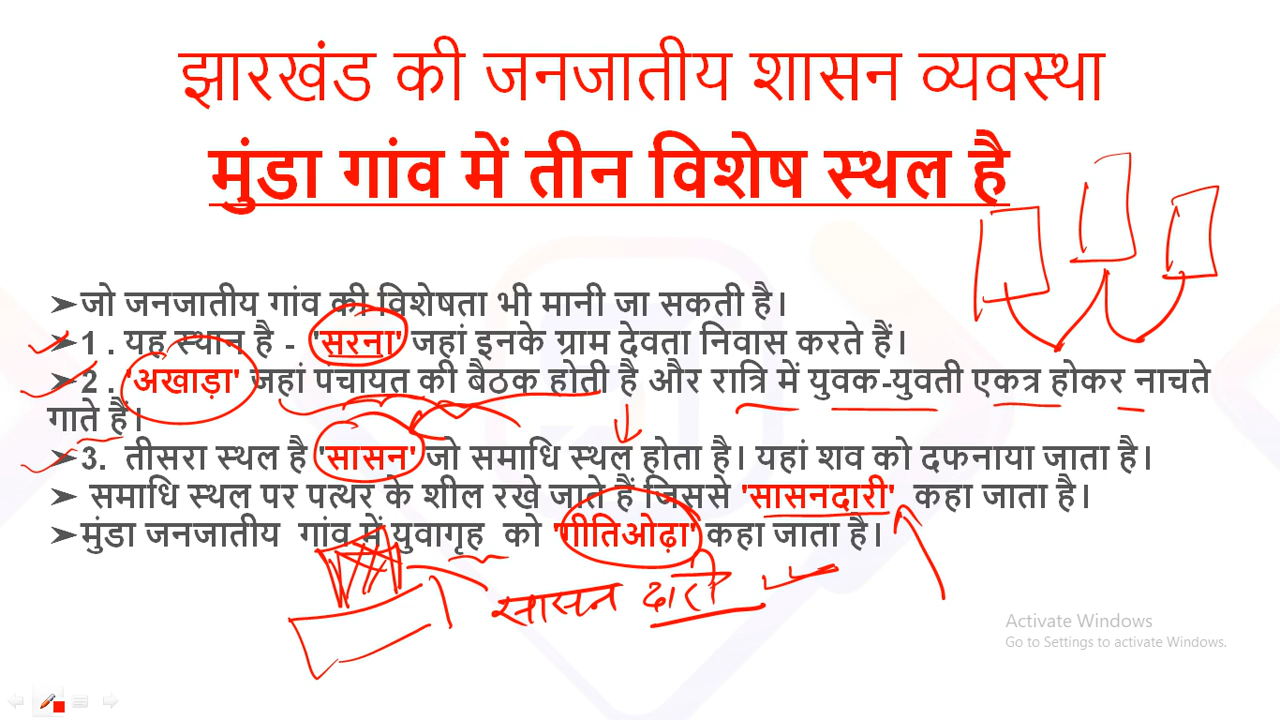 झारखंड की जनजातीय शासन व्यवस्था
मुंडा गांव में तीन विशेष स्थल है
➤जो जनजातीय गांव की विशेषता भी मानी जा सकती है।
➤1 . यह स्थान है - 'सरना' जहां इनके ग्राम देवता निवास करते हैं।
➤2 . 'अखाड़ा' जहां पंचायत की बैठक होती है और रात्रि में युवक-युवती एकत्र होकर नाचते
गाते हैं।
➤3. तीसरा स्थल है 'सासन' जो समाधि स्थल होता है। यहां शव को दफनाया जाता है।
➤ समाधि स्थल पर पत्थर के शील रखे जाते हैं जिससे 'सासनदारी' कहा जाता है।
➤मुंडा जनजातीय गांव में युवागृह को 'गीतिओढ़ा' कहा जाता है।
सासन दारी
Activate Windows
Go to Settings to activate Windows.